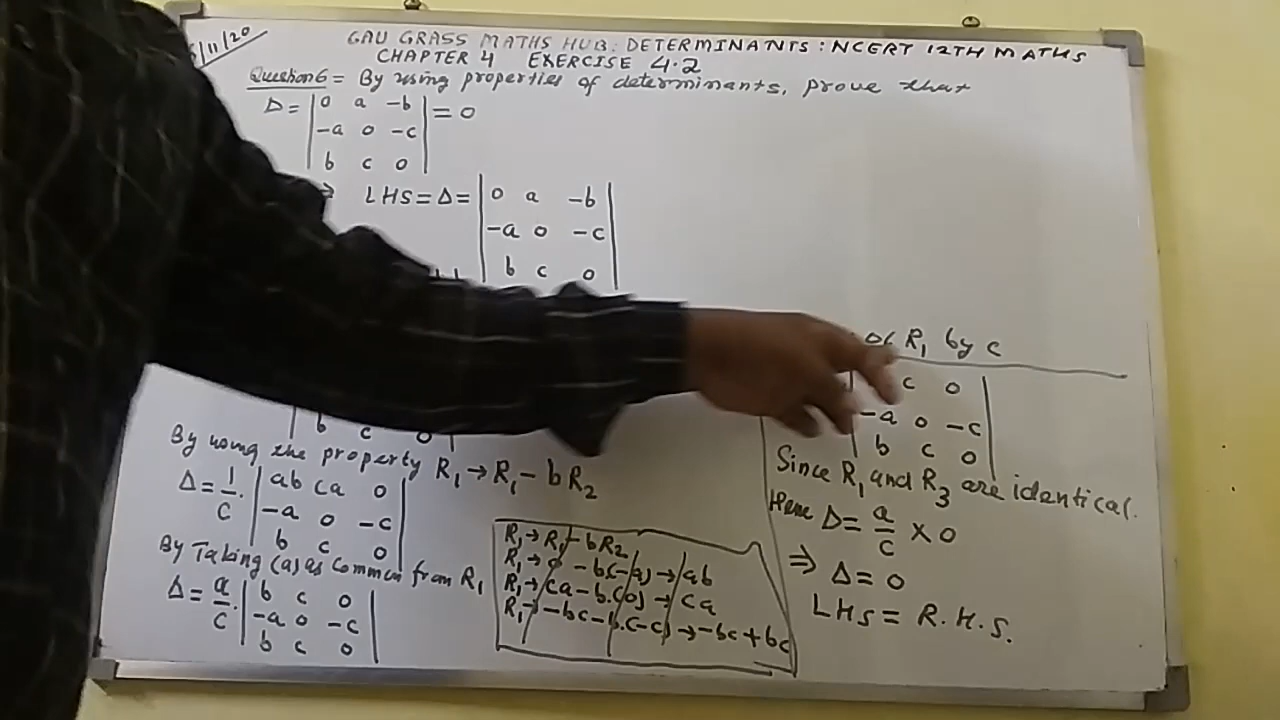 /11/20
GAU GRASS MATHS HUB: DETERMINANTS: NCERT 12TH MATHS
CHAPTER 4 EXERCISE 4.2
Question 6 = By using properties of determinants, prove that
Δ = | 0 a -b | = 0
| -a 0 -c |
| b c 0 |
⇒ LHS = Δ = | 0 a -b |
| -a 0 -c |
| b c 0 |
b c 0
By using the property R₁ → R₁ - bR₂
Δ = 1/c . | ab ca 0 |
| -a 0 -c |
| b c 0 |
By Taking (a) as common from R₁
Δ = a/c . | b c 0 |
| -a 0 -c |
| b c 0 |
R₁ → R₁ - bR₂
R₁ → 0 - b(-a) → ab
R₁ → ca - b.(0) → ca
R₁ → -bc - b.(-c) → -bc + bc
of R₁ by c
c 0 |
-a 0 -c |
b c 0 |
Since R₁ and R₃ are identical.
Hence Δ = a/c × 0
⇒ Δ = 0
LHS = R.H.S.